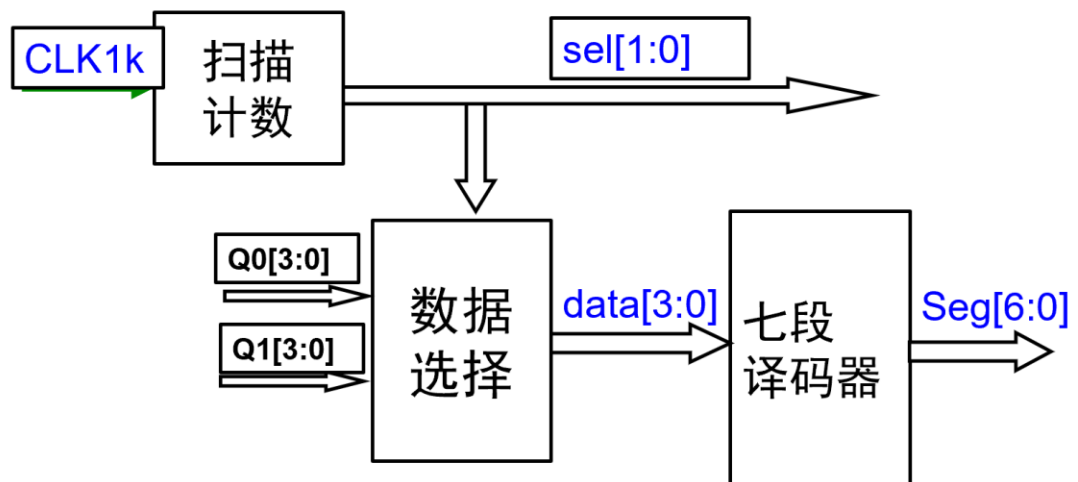 CLK1k
扫描
计数
sel[1:0]
Q0[3:0]
Q1[3:0]
数据
选择
data[3:0]
七段
译码器
Seg[6:0]